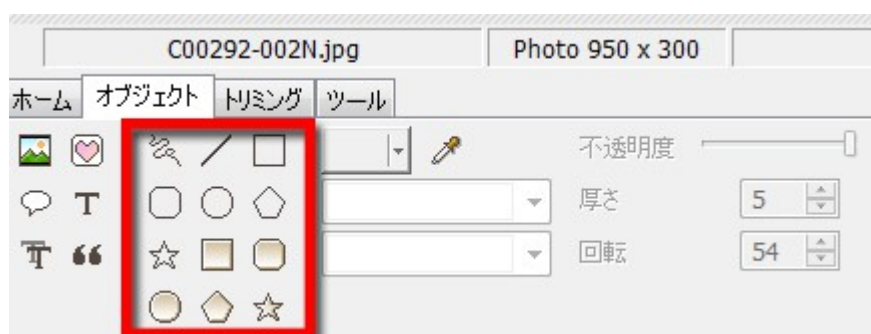 C00292-002N.jpg Photo 950 x 300
ホーム オブジェクト トリミング ツール
不透明度
T 厚さ 5
T 回転 54